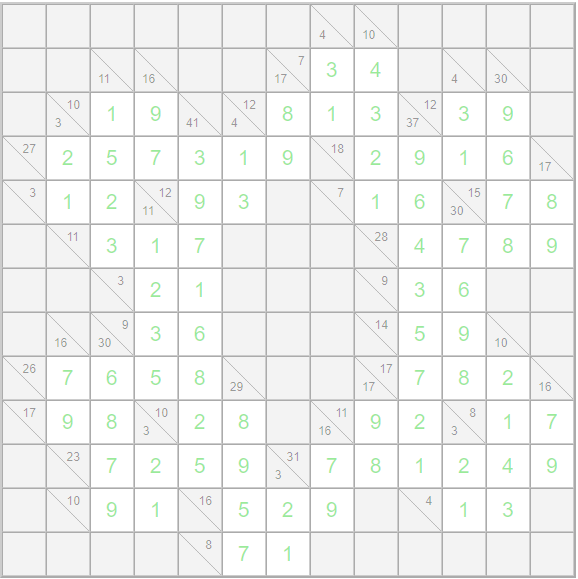 4 10
11 16 7 17 3 4 4 30
10 3 1 9 41 12 4 8 1 3 12 37 3 9
27 2 5 7 3 1 9 18 2 9 1 6 17
3 1 2 12 11 9 3 7 1 6 15 30 7 8
11 3 1 7 28 4 7 8 9
3 2 1 9 3 6
16 9 30 3 6 14 5 9 10
26 7 6 5 8 29 17 17 7 8 2 16
17 9 8 10 3 2 8 11 16 9 2 8 3 1 7
23 7 2 5 9 31 3 7 8 1 2 4 9
10 9 1 16 5 2 9 4 1 3
8 7 1